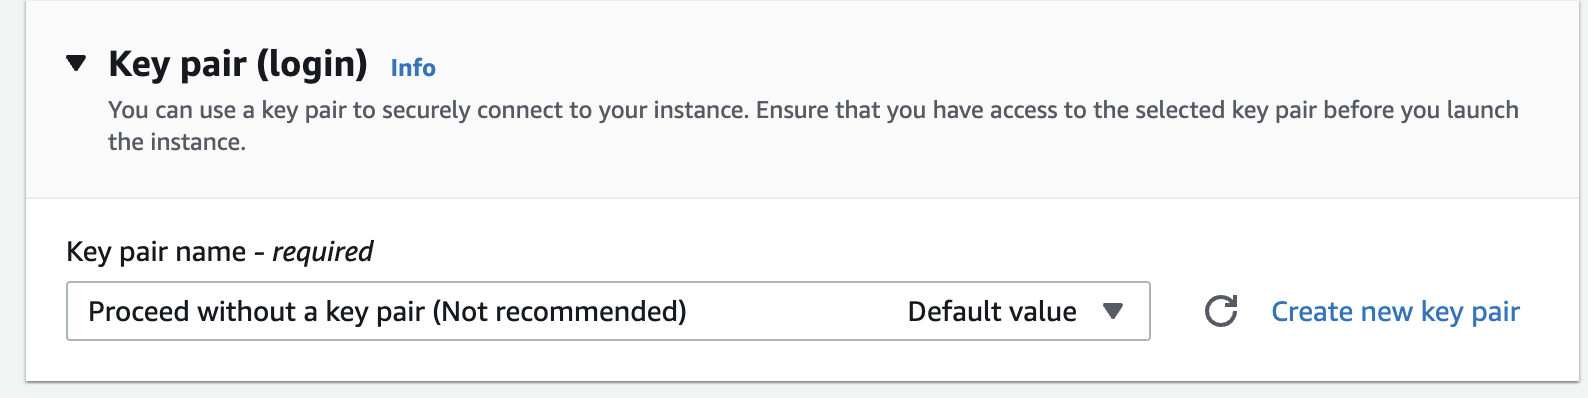 Key pair (login) Info
You can use a key pair to securely connect to your instance. Ensure that you have access to the selected key pair before you launch
the instance.
Key pair name - required
Proceed without a key pair (Not recommended) Default value Create new key pair